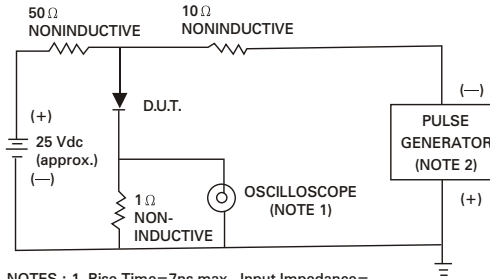 50Ω
NONINDUCTIVE
10Ω
NONINDUCTIVE
(+)
25 Vdc
(approx.)
(—)
D.U.T.
1Ω
NON-
INDUCTIVE
OSCILLOSCOPE
(NOTE 1)
(—)
PULSE
GENERATOR
(NOTE 2)
(+)
NOTES : 1. Rise Time=7ns max., Input Impedance=